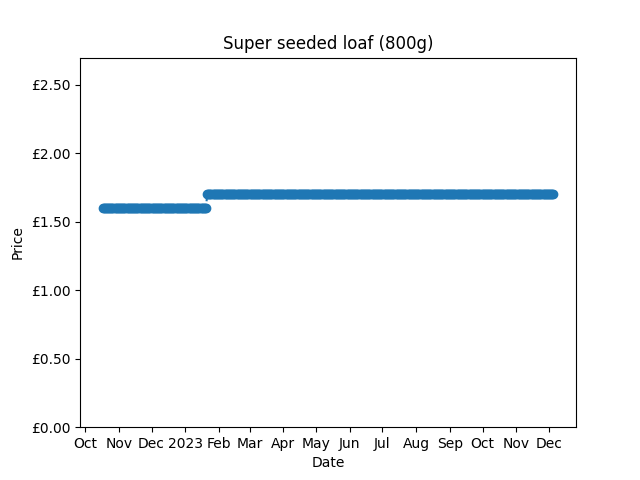 Super seeded loaf (800g)
£2.50
£2.00
£1.50
£1.00
£0.50
£0.00
Price
Oct Nov Dec 2023 Feb Mar Apr May Jun Jul Aug Sep Oct Nov Dec
Date